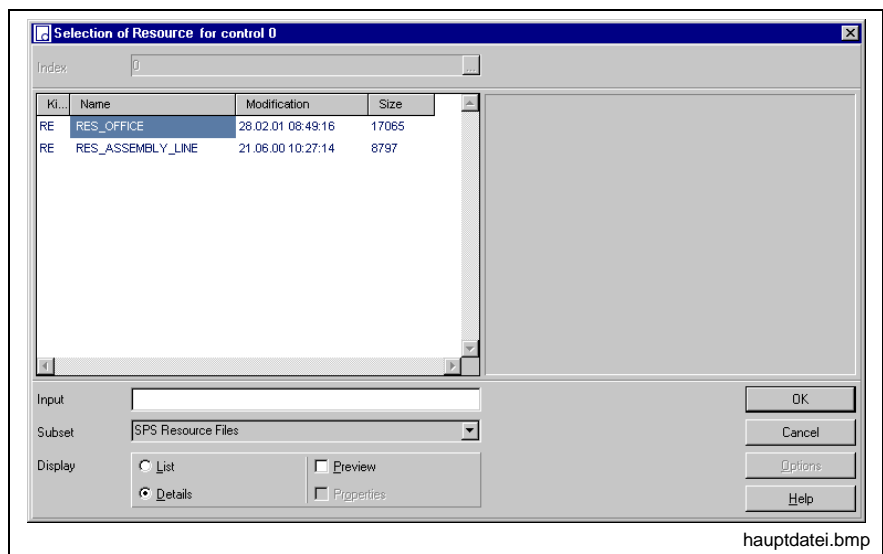 Selection of Resource for control 0
Index 0 ...
Ki... Name Modification Size
RE RES_OFFICE 28.02.01 08:49:16 17065
RE RES_ASSEMBLY_LINE 21.06.00 10:27:14 8797
Input OK
Subset SPS Resource Files Cancel
Display List Preview Options
Details Properties Help
hauptdatei.bmp